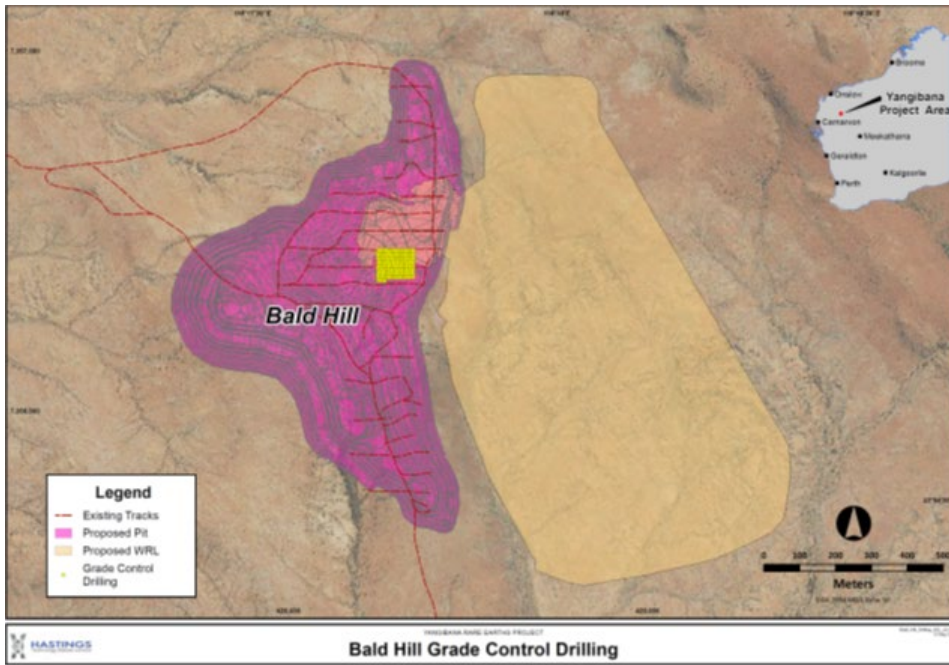 Broome
Onslow
Yangibana
Project Area
Carnarvon
Meekatharra
Geraldton
Kalgoorlie
Perth
Bald Hill
Legend
Existing Tracks
Proposed Pit
Proposed WRL
Grade Control
Drilling
0 100 200 300 400 500
Meters
HASTINGS
YANGIBANA RARE EARTHS PROJECT
Bald Hill Grade Control Drilling